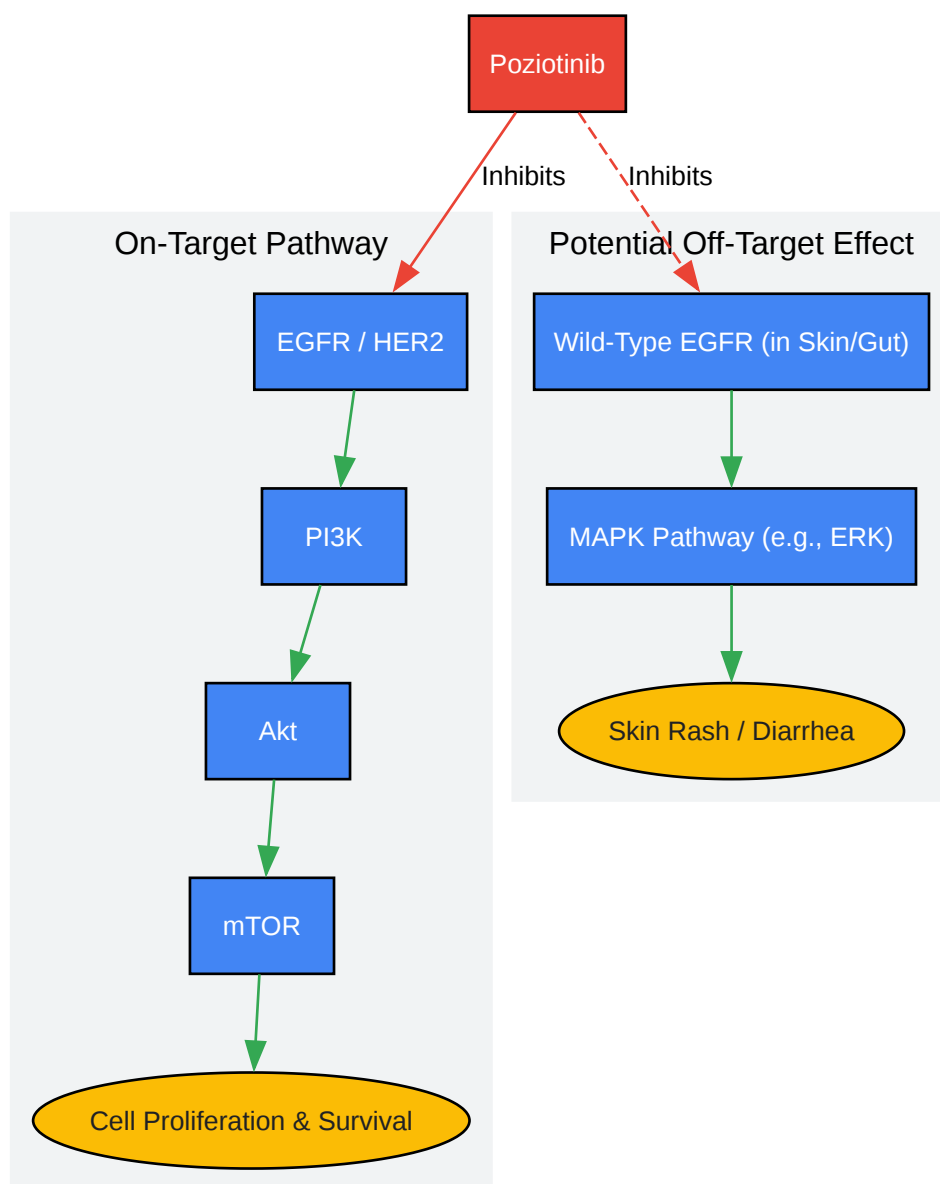 Poziotinib
Inhibits
Inhibits
On-Target Pathway
Potential Off-Target Effect
EGFR / HER2
Wild-Type EGFR (in Skin/Gut)
PI3K
MAPK Pathway (e.g., ERK)
Akt
Skin Rash / Diarrhea
mTOR
Cell Proliferation & Survival